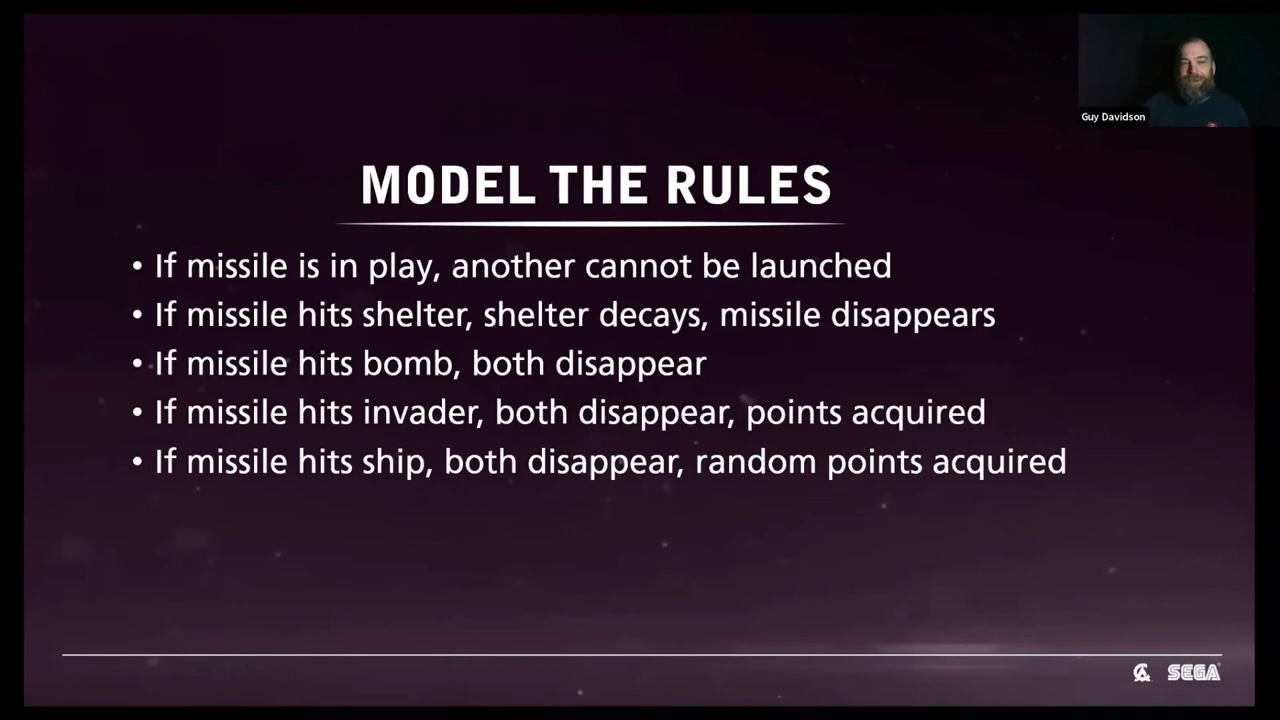 Guy Davidson
MODEL THE RULES
• If missile is in play, another cannot be launched
• If missile hits shelter, shelter decays, missile disappears
• If missile hits bomb, both disappear
• If missile hits invader, both disappear, points acquired
• If missile hits ship, both disappear, random points acquired
SEGA